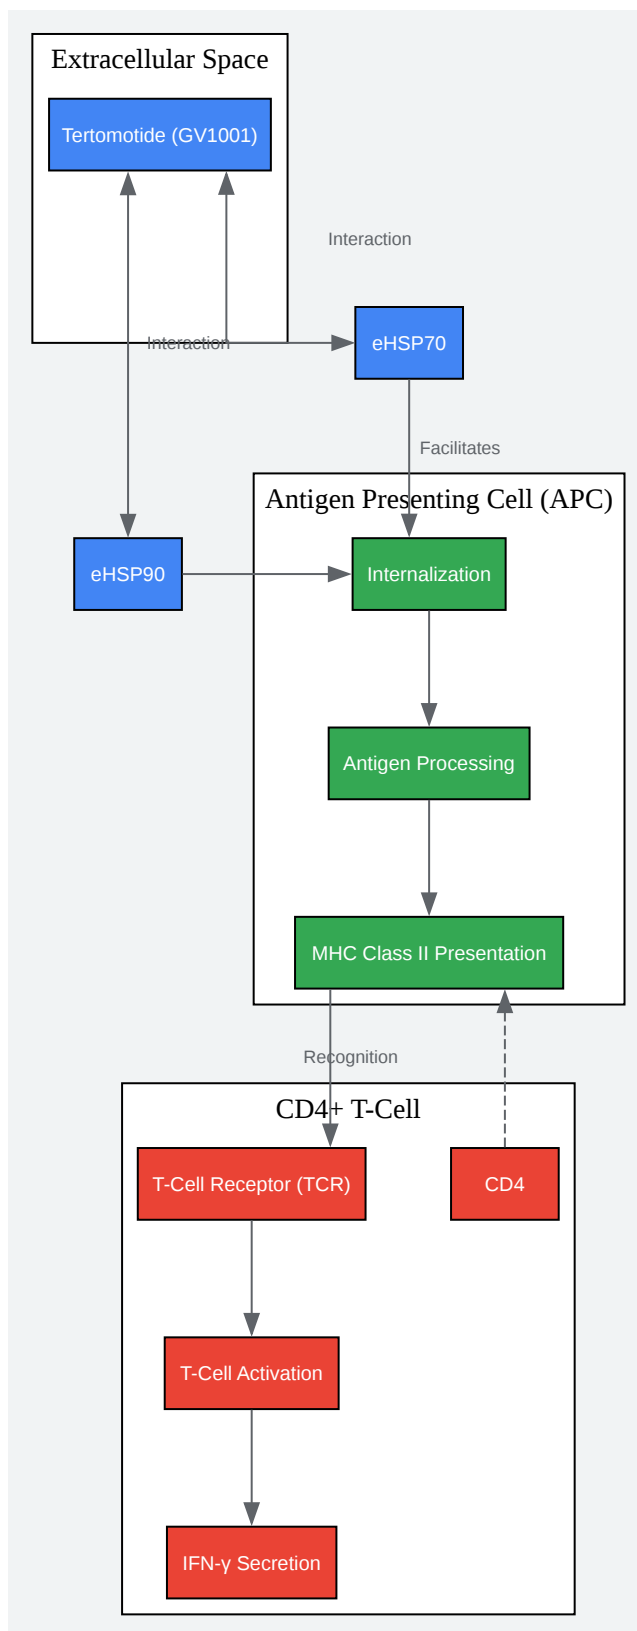 Extracellular Space
Tertomotide (GV1001)
Interaction
Interaction
eHSP70
Facilitates
Antigen Presenting Cell (APC)
eHSP90
Internalization
Antigen Processing
MHC Class II Presentation
Recognition
CD4+ T-Cell
T-Cell Receptor (TCR)
CD4
T-Cell Activation
IFN-γ Secretion